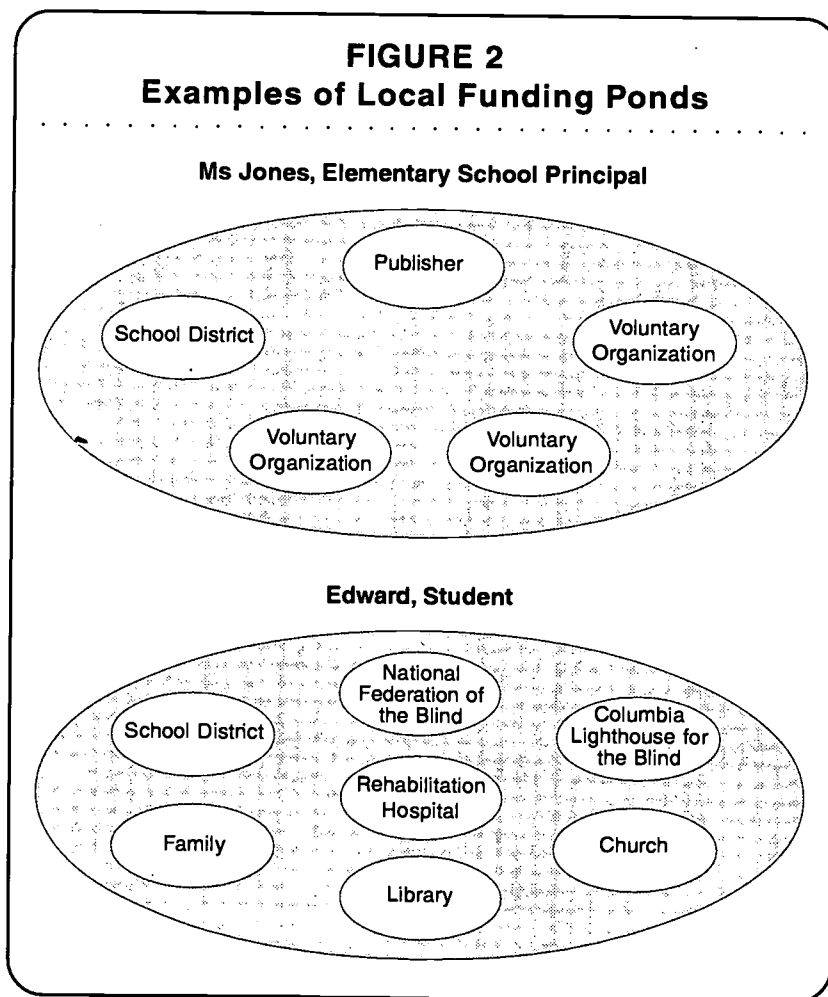 FIGURE 2
Examples of Local Funding Ponds
Ms Jones, Elementary School Principal
Publisher
School District
Voluntary
Organization
Voluntary
Organization
Voluntary
Organization
Edward, Student
National
Federation of
the Blind
School District
Columbia
Lighthouse for
the Blind
Rehabilitation
Hospital
Family
Church
Library